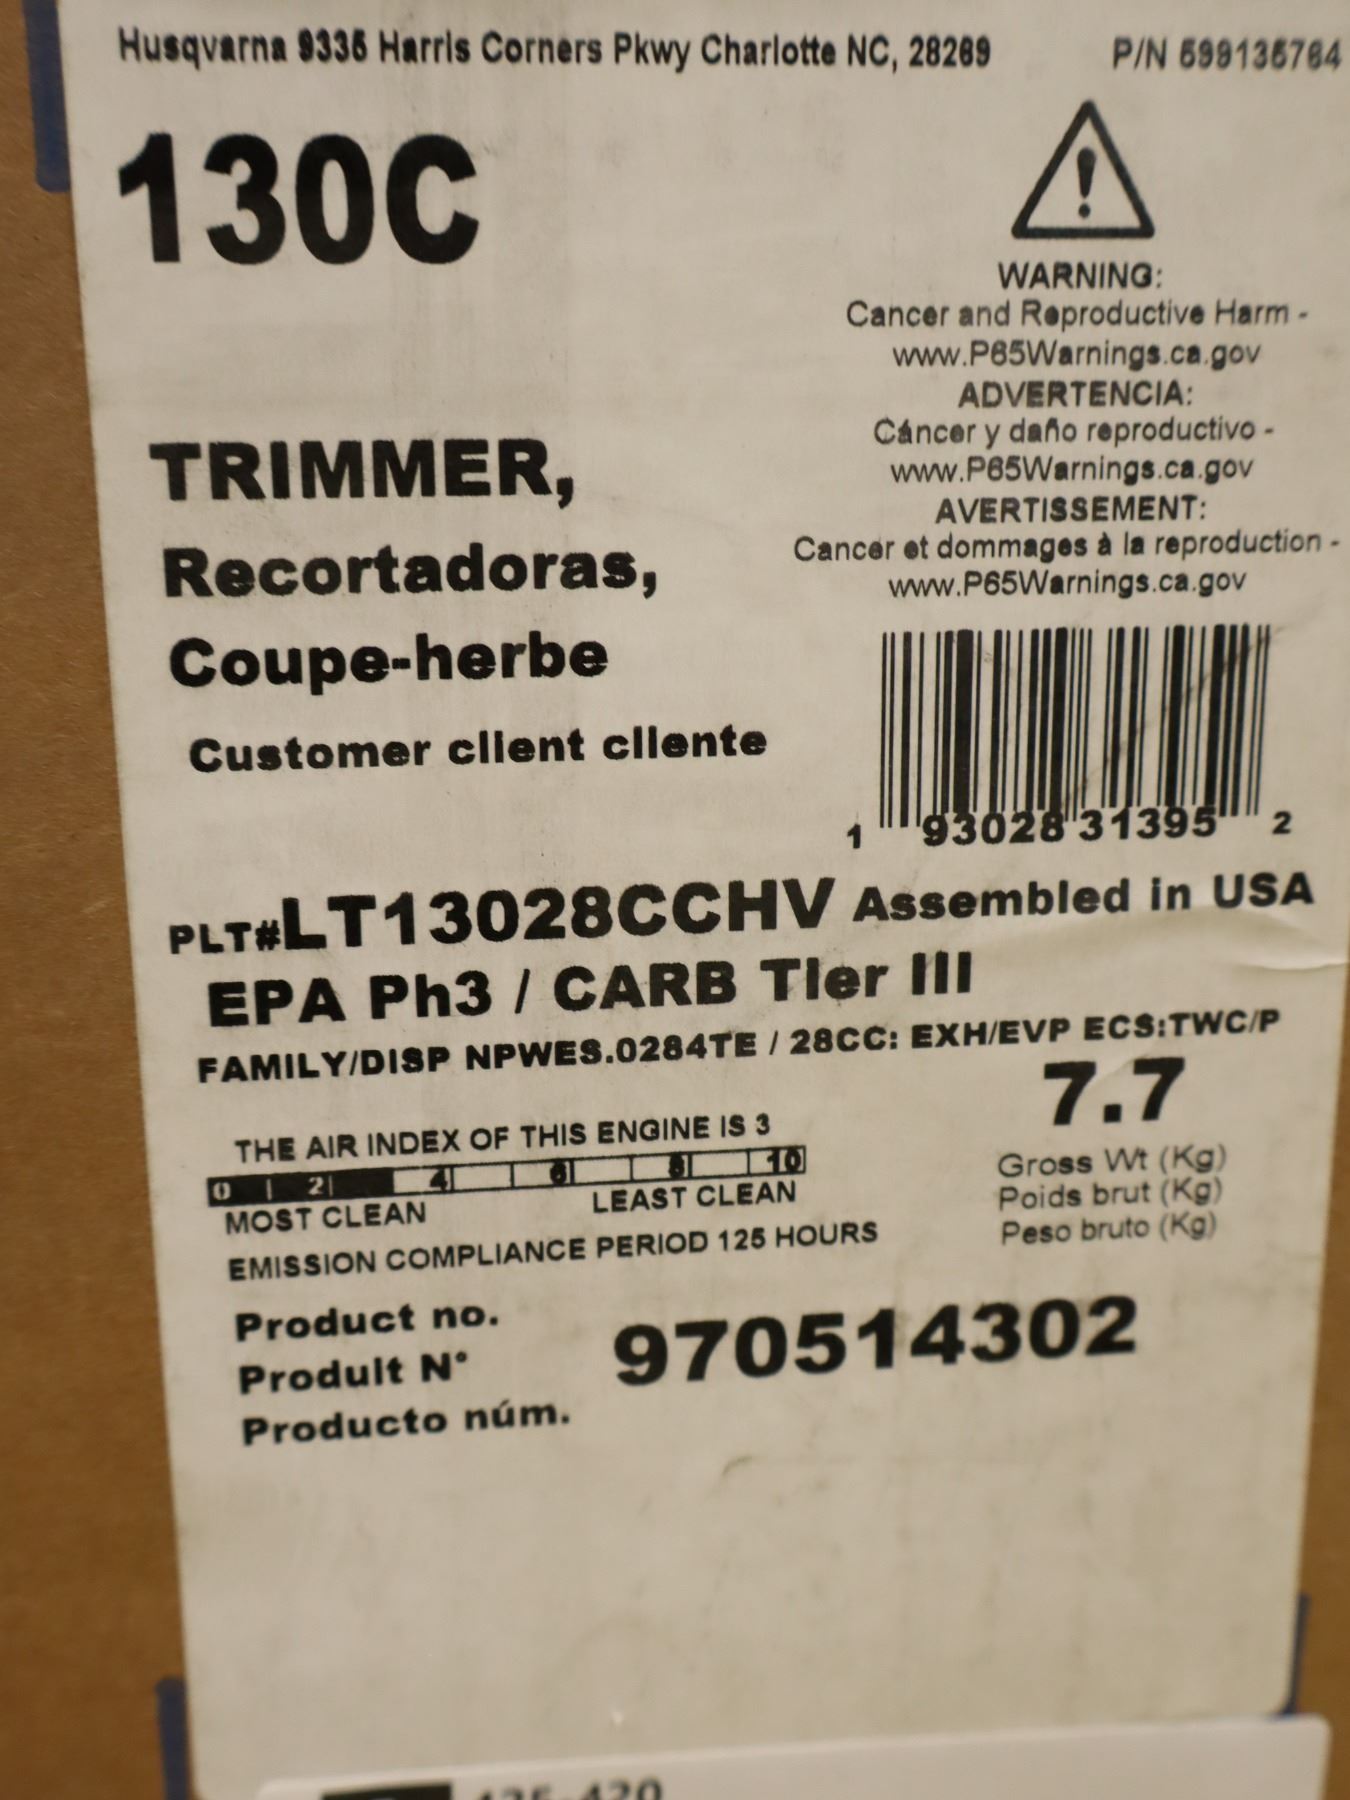 Husqvarna 9335 Harris Corners Pkwy Charlotte NC, 28269
P/N 599135764
130C
WARNING:
Cancer and Reproductive Harm -
www.P65Warnings.ca.gov
ADVERTENCIA:
Cáncer y daño reproductivo -
www.P65Warnings.ca.gov
AVERTISSEMENT:
Cancer et dommages à la reproduction -
www.P65Warnings.ca.gov
TRIMMER,
Recortadoras,
Coupe-herbe
Customer client cliente
1 93028 31395 2
PLT#LT13028CCHV Assembled in USA
EPA Ph3 / CARB Tier III
FAMILY/DISP NPWES.0284TE / 28CC: EXH/EVP ECS:TWC/P
THE AIR INDEX OF THIS ENGINE IS 3
0 2 4 6 8 10
MOST CLEAN LEAST CLEAN
EMISSION COMPLIANCE PERIOD 125 HOURS
7.7
Gross Wt (Kg)
Poids brut (Kg)
Peso bruto (Kg)
Product no.
Produit N°
Producto núm.
970514302